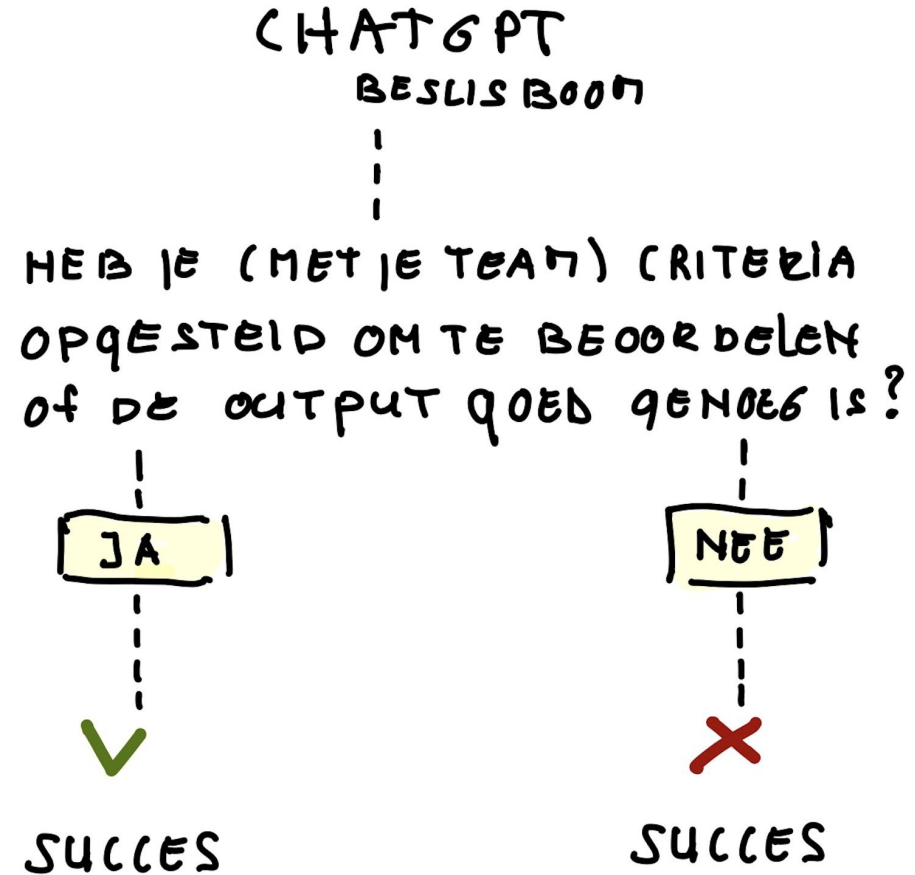 CHATGPT
BESLISBOOM
HEB JE (MET JE TEAM) CRITERIA
OPGESTELD OM TE BEOORDELEN
OF DE OUTPUT GOED GENOEG IS?
JA
NEE
SUCCES
SUCCES